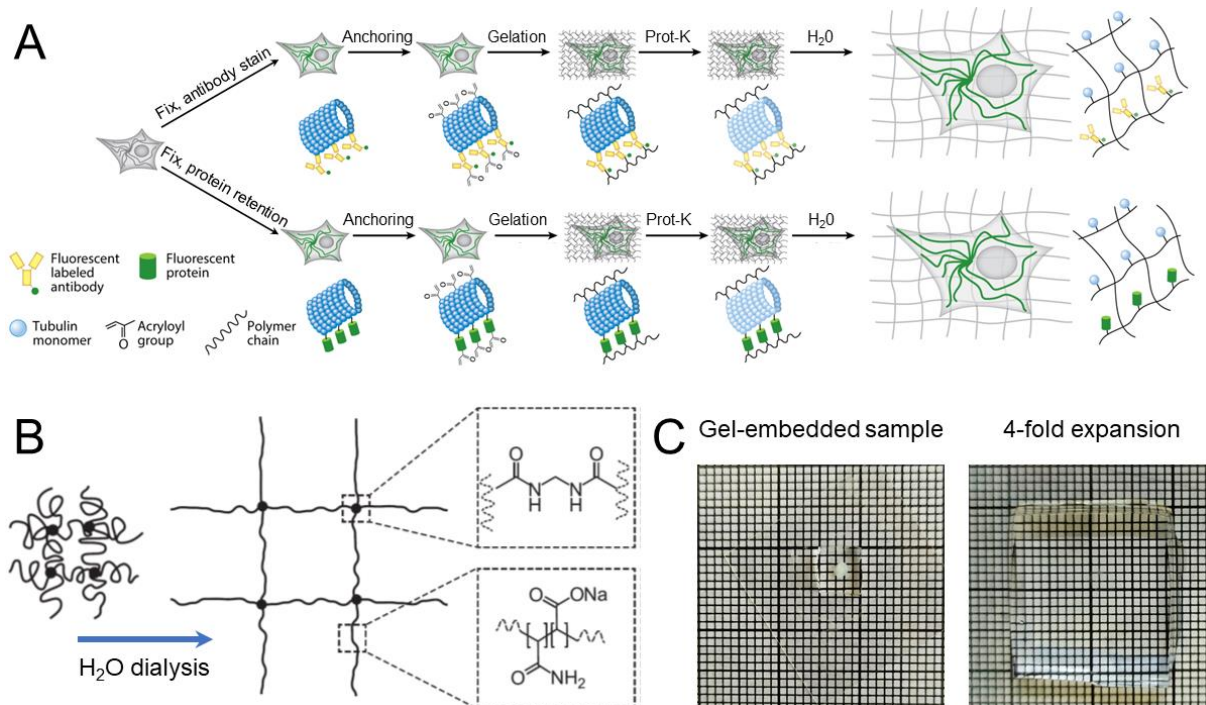 A
Fix, antibody stain
Anchoring
Gelation
Prot-K
H20
Fix, protein retention
Anchoring
Gelation
Prot-K
H20
Fluorescent
labeled
antibody
Fluorescent
protein
Tubulin
monomer
Acryloyl
group
O
Polymer
chain
B
H₂O dialysis
O
O
N
H
N
H
O
ONa
O
NH₂
C
Gel-embedded sample
4-fold expansion